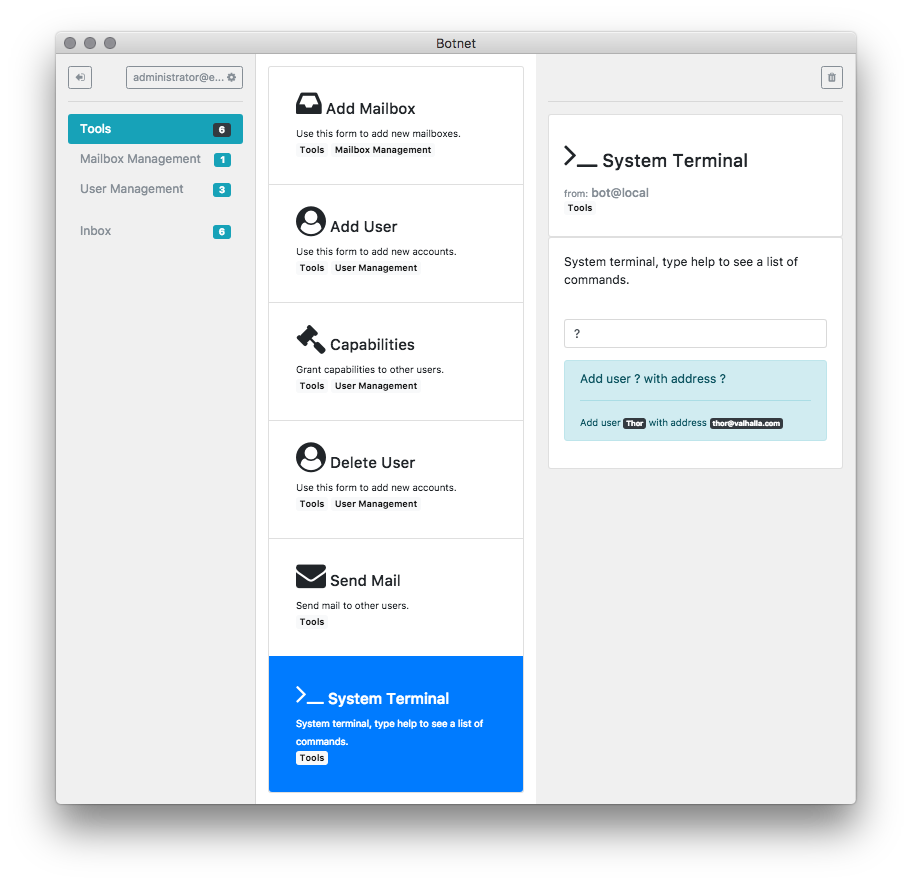 Botnet
administrator@e...
Tools 6
Mailbox Management 1
User Management 3
Inbox 6
Add Mailbox
Use this form to add new mailboxes.
Tools Mailbox Management
Add User
Use this form to add new accounts.
Tools User Management
Capabilities
Grant capabilities to other users.
Tools User Management
Delete User
Use this form to add new accounts.
Tools User Management
Send Mail
Send mail to other users.
Tools
System Terminal
System terminal, type help to see a list of
commands.
Tools
System Terminal
from: bot@local
Tools
System terminal, type help to see a list of
commands.
?
Add user ? with address ?
Add user Thor with address thor@valhalla.com